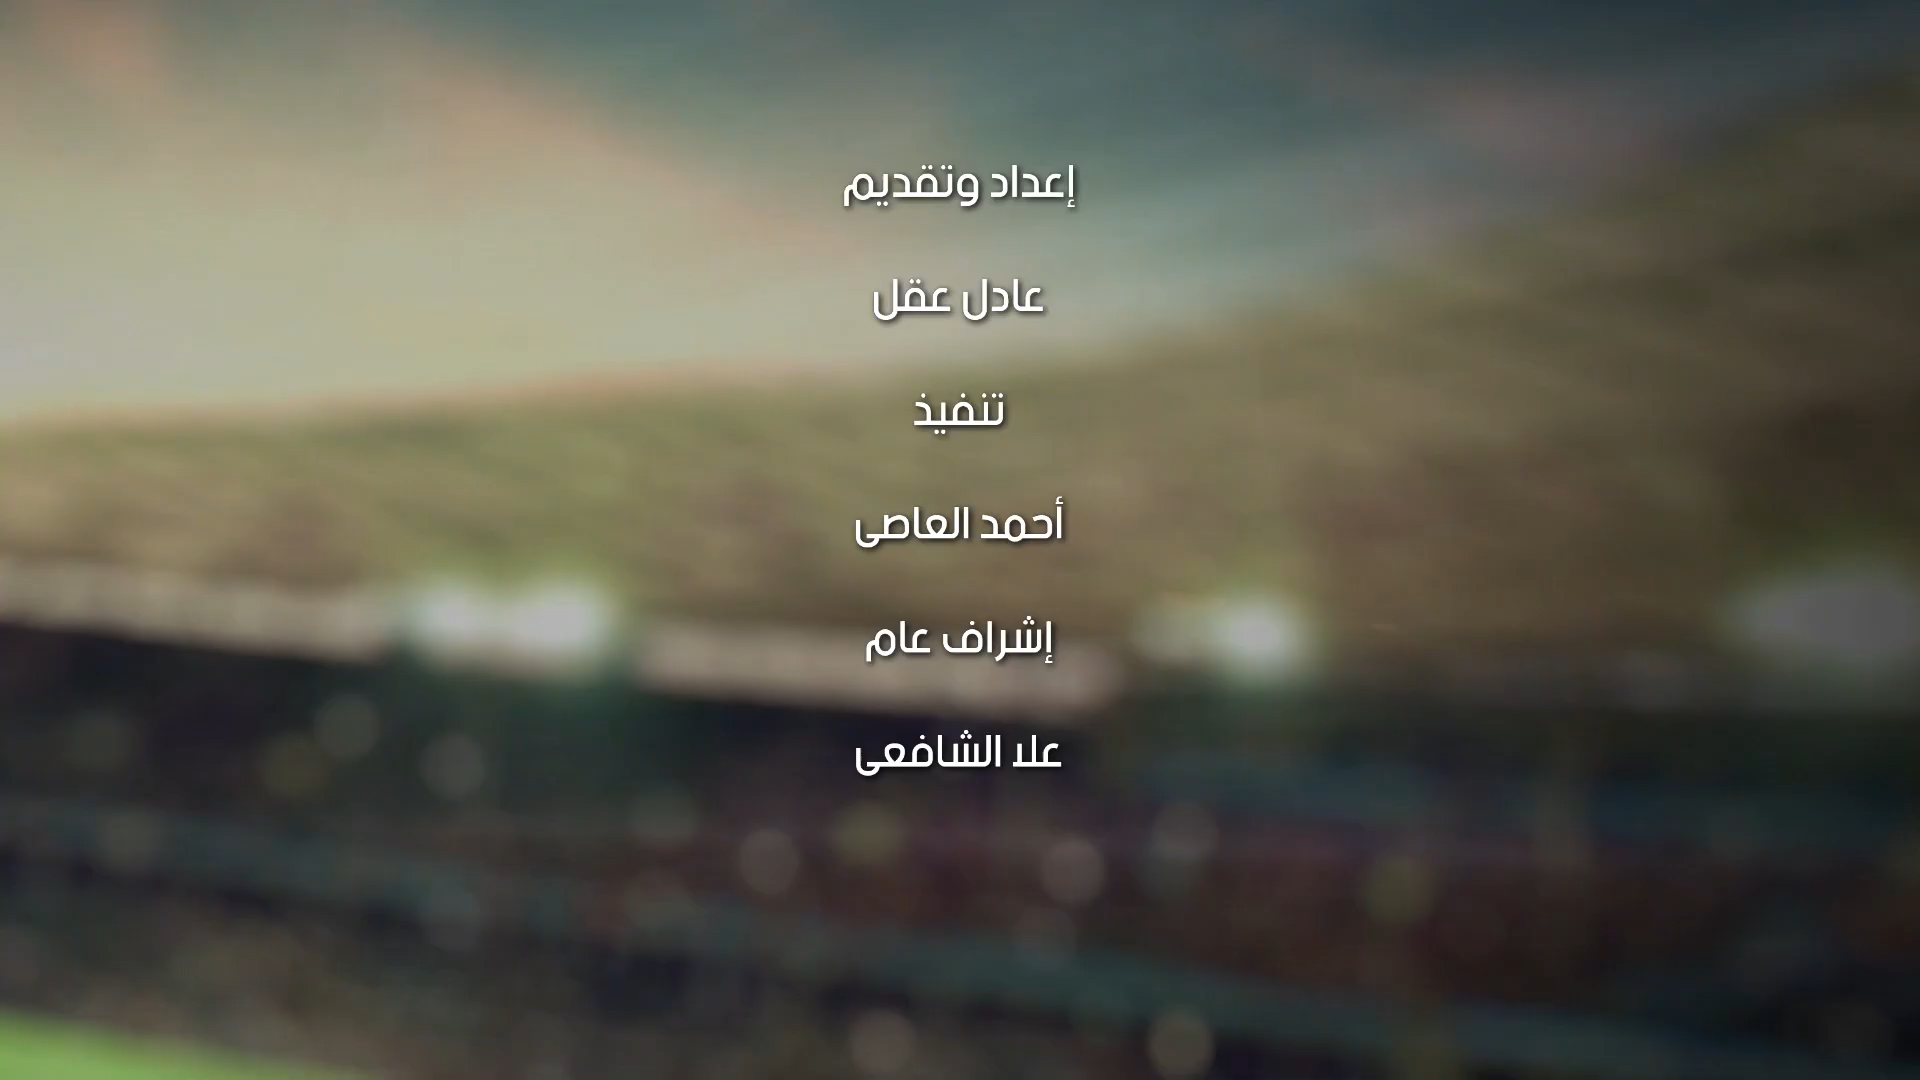 إعداد وتقديم
عادل عقل
تنفيذ
أحمد العاصى
إشراف عام
علا الشافعى